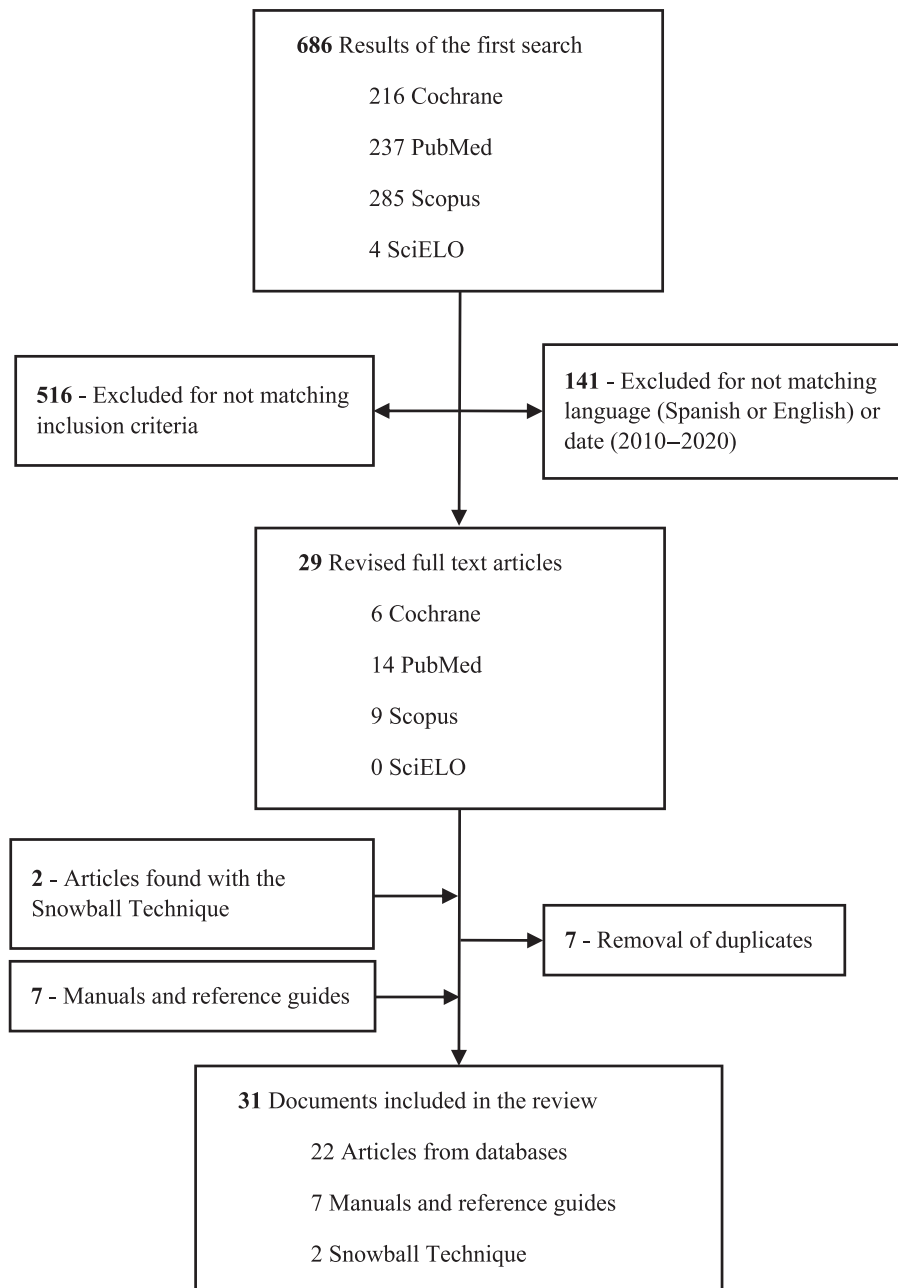 686 Results of the first search
216 Cochrane
237 PubMed
285 Scopus
4 SciELO
516 - Excluded for not matching
inclusion criteria
141 - Excluded for not matching
language (Spanish or English) or
date (2010–2020)
29 Revised full text articles
6 Cochrane
14 PubMed
9 Scopus
0 SciELO
2 - Articles found with the
Snowball Technique
7 - Removal of duplicates
7 - Manuals and reference guides
31 Documents included in the review
22 Articles from databases
7 Manuals and reference guides
2 Snowball Technique